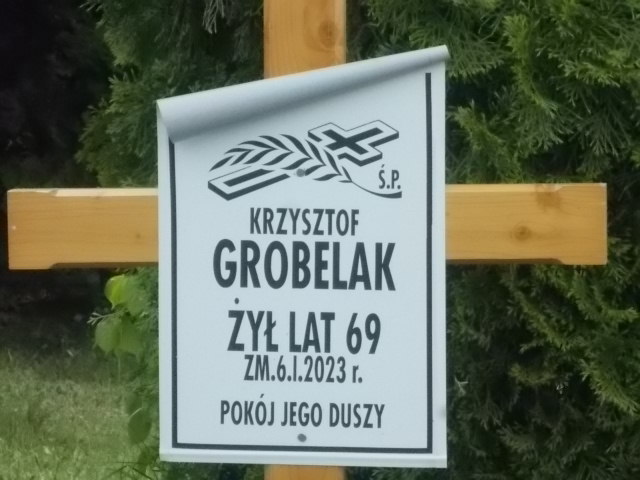 Ś.P.
KRZYSZTOF
GROBELAK
ŻYŁ LAT 69
ZM.6.I.2023 r.
POKÓJ JEGO DUSZY